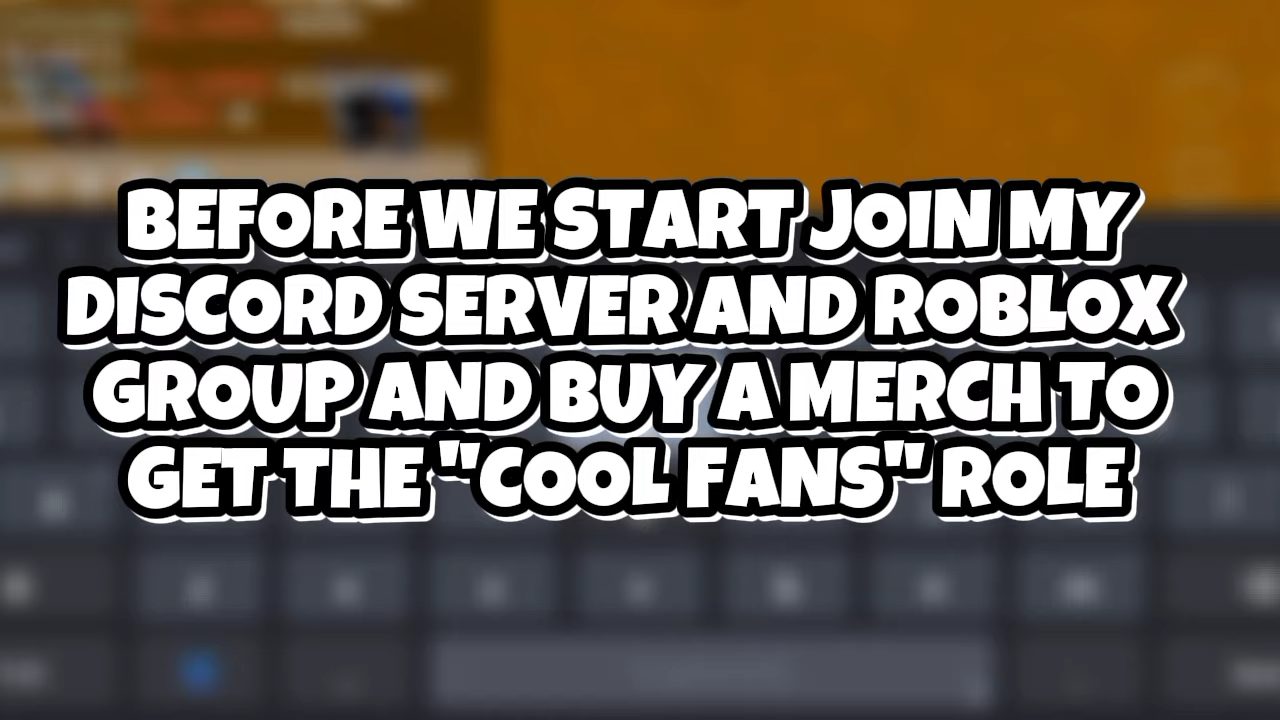 BEFORE WE START JOIN MY
DISCORD SERVER AND ROBLOX
GROUP AND BUY A MERCH TO
GET THE "COOL FANS" ROLE